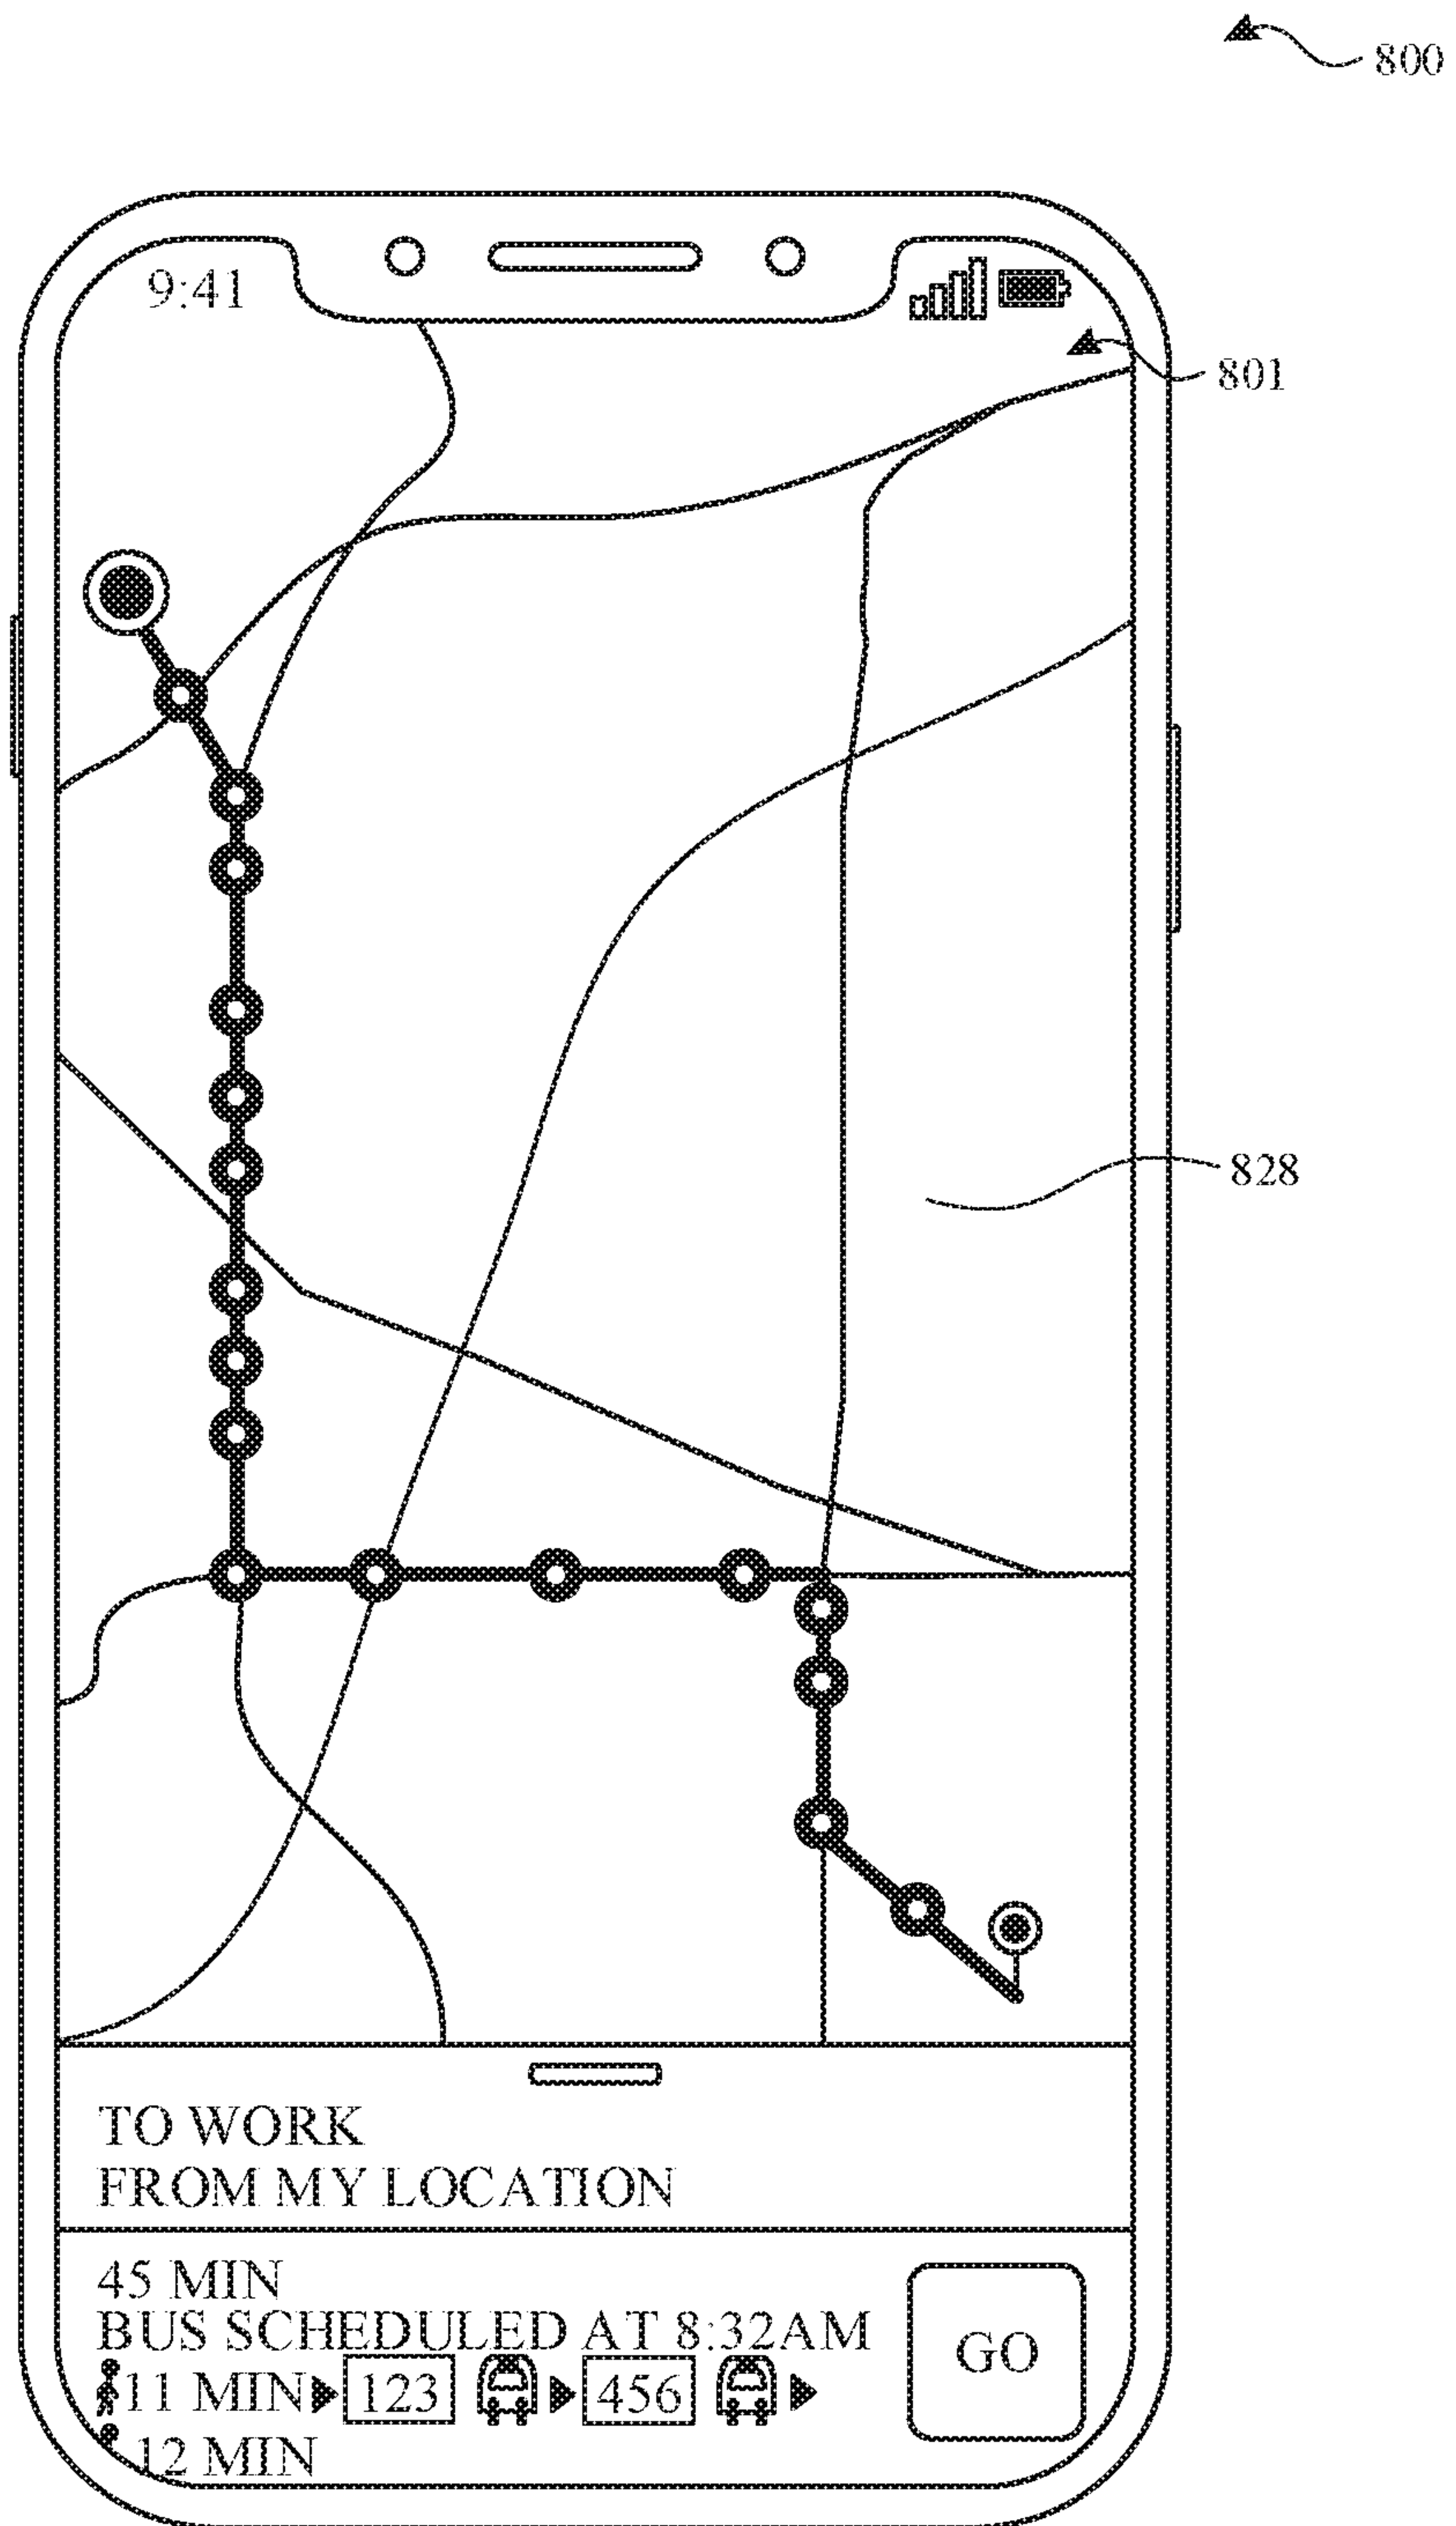 800
9:41
801
828
TO WORK
FROM MY LOCATION
45 MIN
BUS SCHEDULED AT 8:32AM
11 MIN 123 456
12 MIN
GO